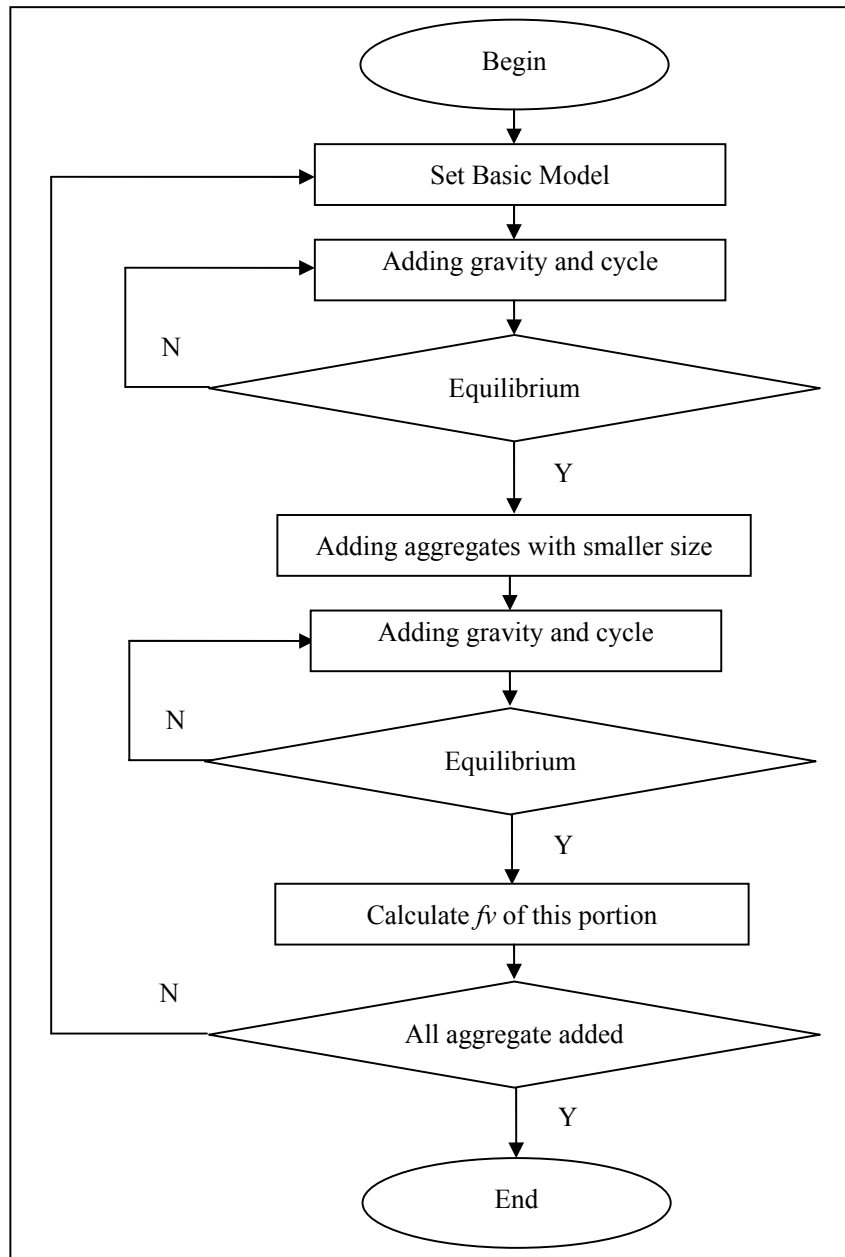 Begin
Set Basic Model
Adding gravity and cycle
N
Equilibrium
Y
Adding aggregates with smaller size
Adding gravity and cycle
N
Equilibrium
Y
Calculate fv of this portion
N
All aggregate added
Y
End